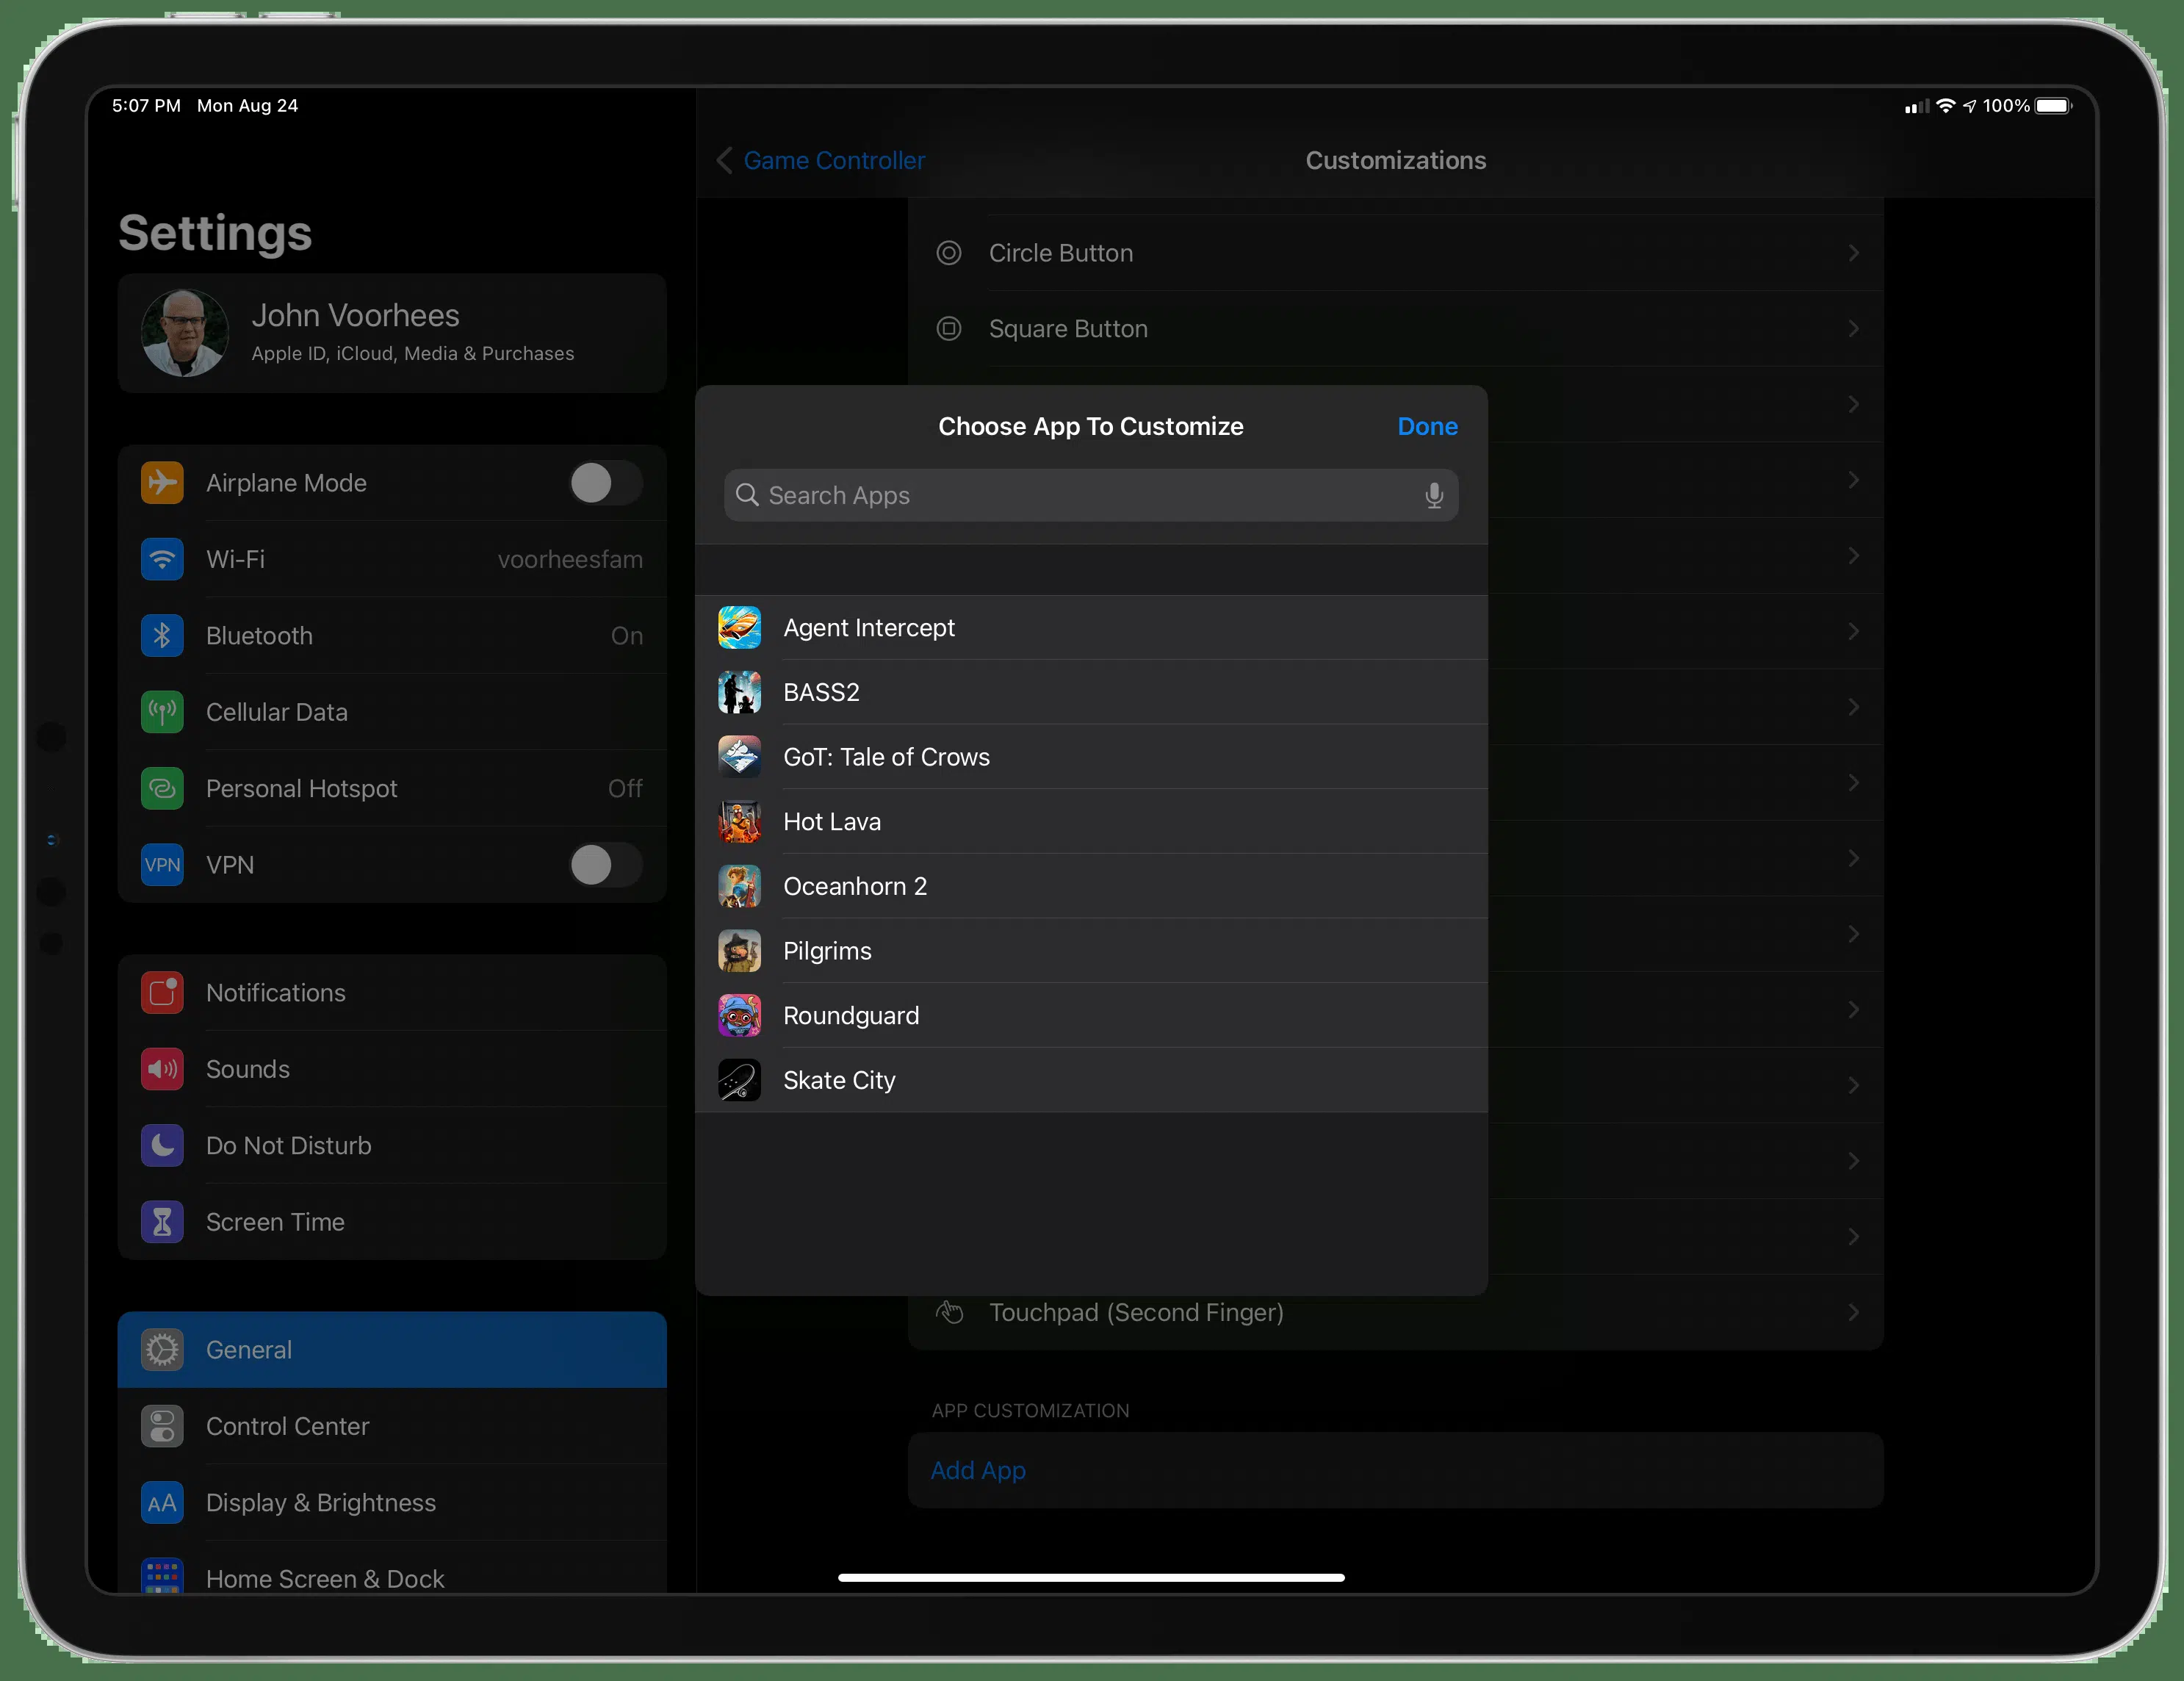 5:07 PM Mon Aug 24
100%
Settings
John Voorhees
Apple ID, iCloud, Media & Purchases
Airplane Mode
Wi-Fi voorheesfam
Bluetooth On
Cellular Data
Personal Hotspot Off
VPN VPN
Notifications
Sounds
Do Not Disturb
Screen Time
General
Control Center
AA Display & Brightness
Home Screen & Dock
Game Controller
Customizations
Circle Button
Square Button
Choose App To Customize
Done
Search Apps
Agent Intercept
BASS2
GoT: Tale of Crows
Hot Lava
Oceanhorn 2
Pilgrims
Roundguard
Skate City
Touchpad (Second Finger)
APP CUSTOMIZATION
Add App